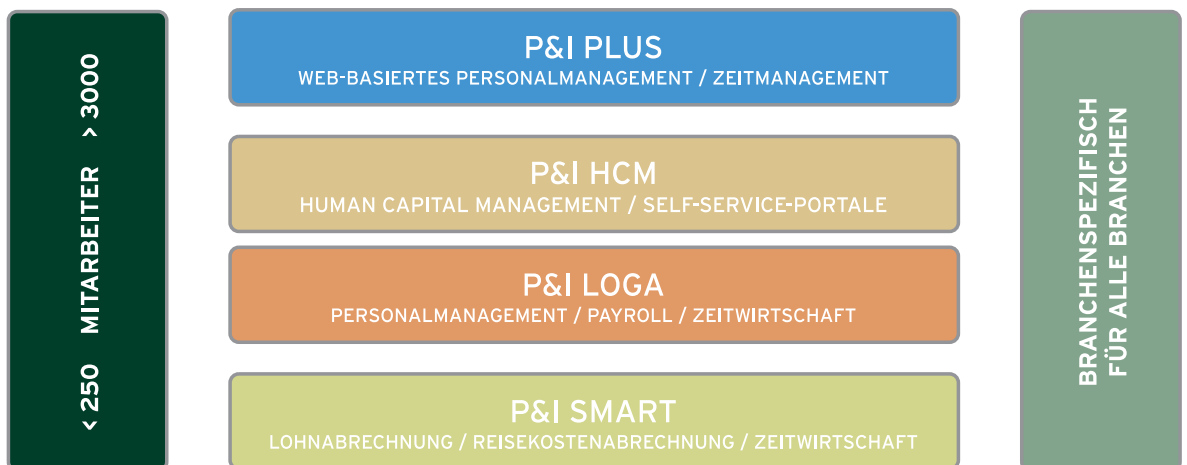 < 250 MITARBEITER > 3000
P&I PLUS
WEB-BASIERTES PERSONALMANAGEMENT / ZEITMANAGEMENT
P&I HCM
HUMAN CAPITAL MANAGEMENT / SELF-SERVICE-PORTALE
P&I LOGA
PERSONALMANAGEMENT / PAYROLL / ZEITWIRTSCHAFT
P&I SMART
LOHNABRECHNUNG / REISEKOSTENABRECHNUNG / ZEITWIRTSCHAFT
BRANCHENSPEZIFISCH
FÜR ALLE BRANCHEN